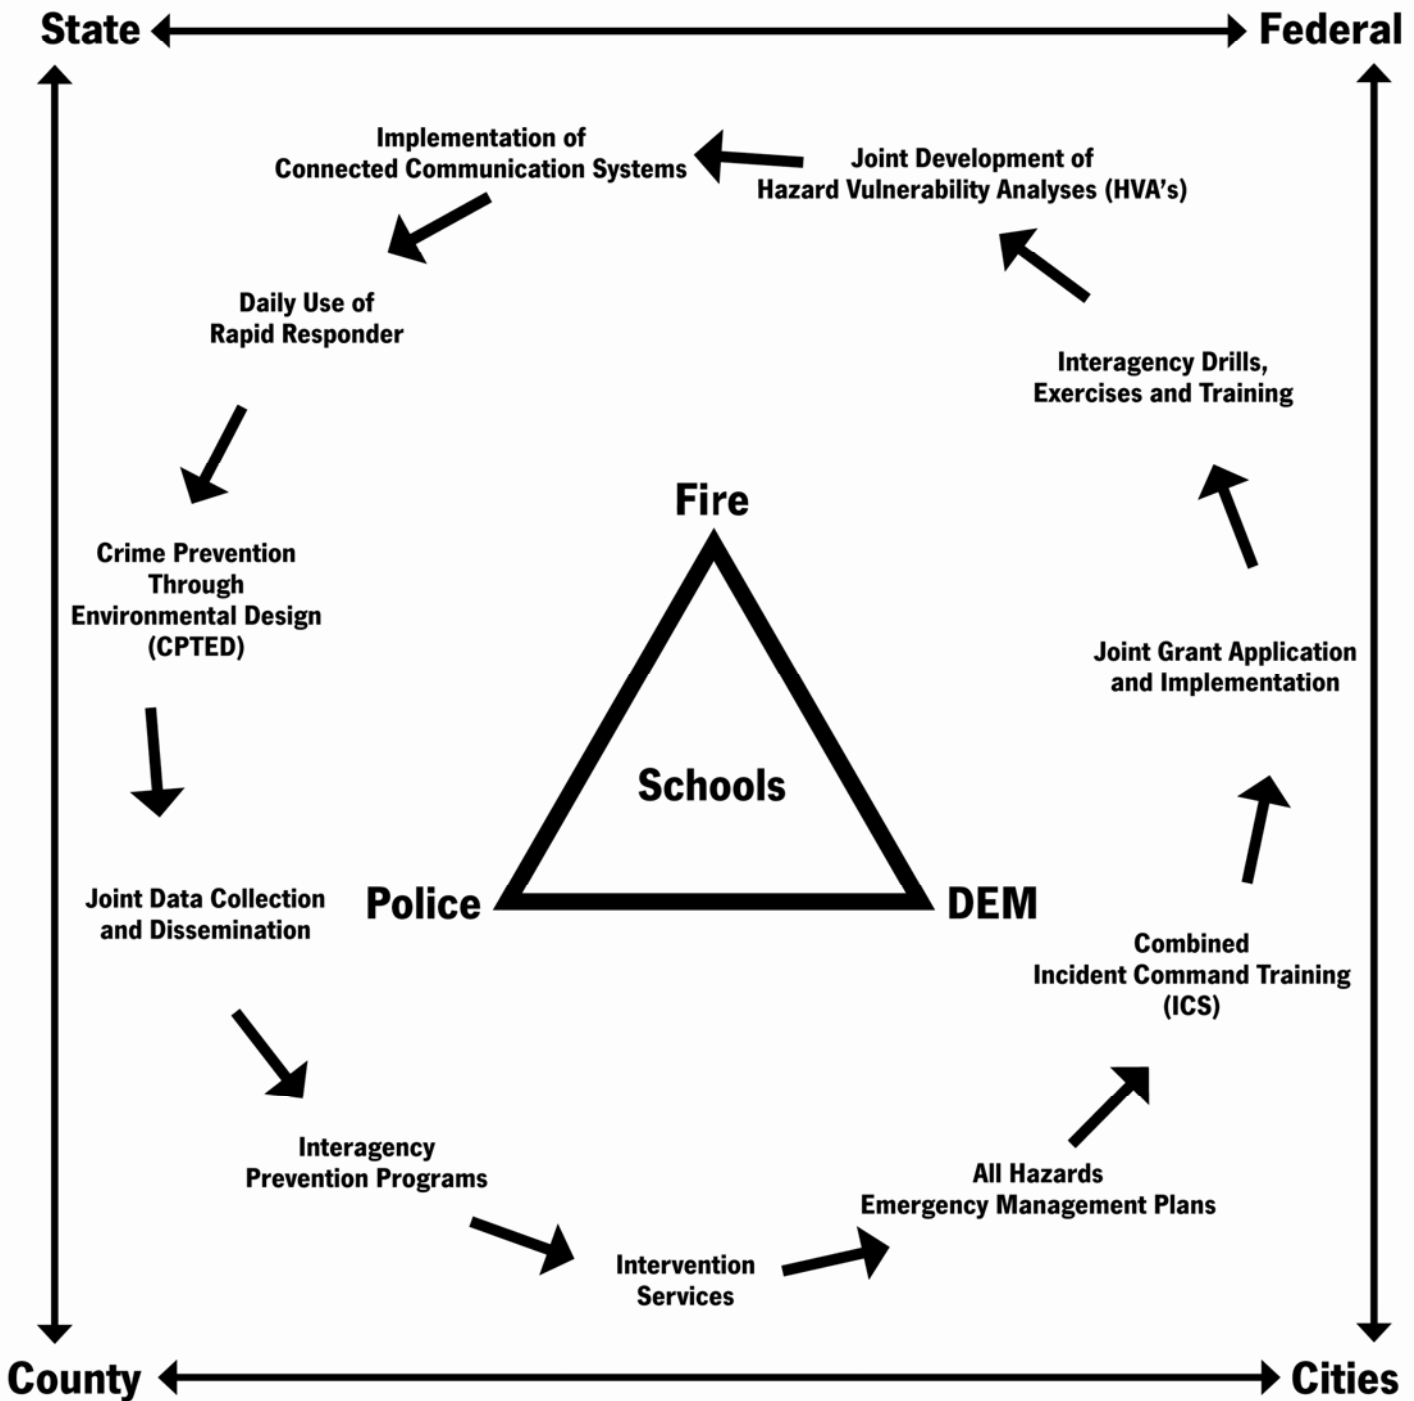 State
Federal
Implementation of
Connected Communication Systems
Joint Development of
Hazard Vulnerability Analyses (HVA's)
Daily Use of
Rapid Responder
Interagency Drills,
Exercises and Training
Fire
Crime Prevention
Through
Environmental Design
(CPTED)
Joint Grant Application
and Implementation
Schools
Joint Data Collection
and Dissemination
Police
DEM
Combined
Incident Command Training
(ICS)
Interagency
Prevention Programs
All Hazards
Emergency Management Plans
Intervention
Services
County
Cities